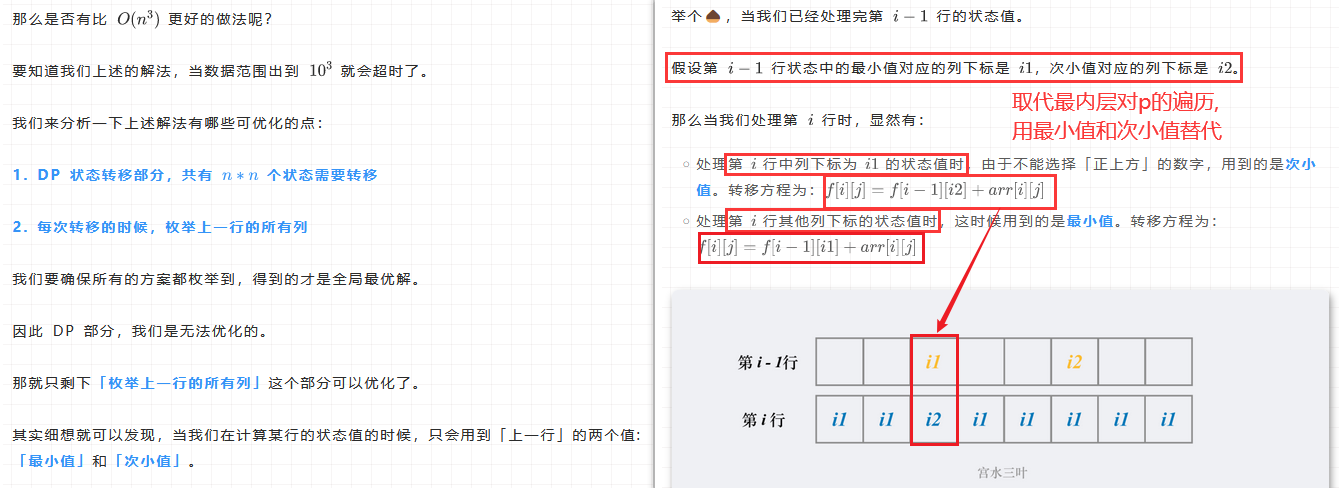 那么是否有比 O(n³) 更好的做法呢？
要知道我们上述的解法，当数据范围出到 10³ 就会超时了。
我们来分析一下上述解法有哪些可优化的点：
1. DP 状态转移部分，共有 n * n 个状态需要转移
2. 每次转移的时候，枚举上一行的所有列
我们要确保所有的方案都枚举到，得到的才是全局最优解。
因此 DP 部分，我们是无法优化的。
那就只剩下「枚举上一行的所有列」这个部分可以优化了。
其实细想就可以发现，当我们在计算某行的状态值的时候，只会用到「上一行」的两个值：
「最小值」和「次小值」。
举个🌰，当我们已经处理完第 i − 1 行的状态值。
假设第 i − 1 行状态中的最小值对应的列下标是 i1，次小值对应的列下标是 i2。
取代最内层对p的遍历,
用最小值和次小值替代
那么当我们处理第 i 行时，显然有：
处理第 i 行中列下标为 i1 的状态值时，由于不能选择「正上方」的数字，用到的是次小
值。转移方程为：f[i][j] = f[i − 1][i2] + arr[i][j]
处理第 i 行其他列下标的状态值时，这时候用到的是最小值。转移方程为：
f[i][j] = f[i − 1][i1] + arr[i][j]
第 i - 1行 i1 i2
第 i 行 i1 i1 i2 i1 i1 i1 i1 i1
宫水三叶